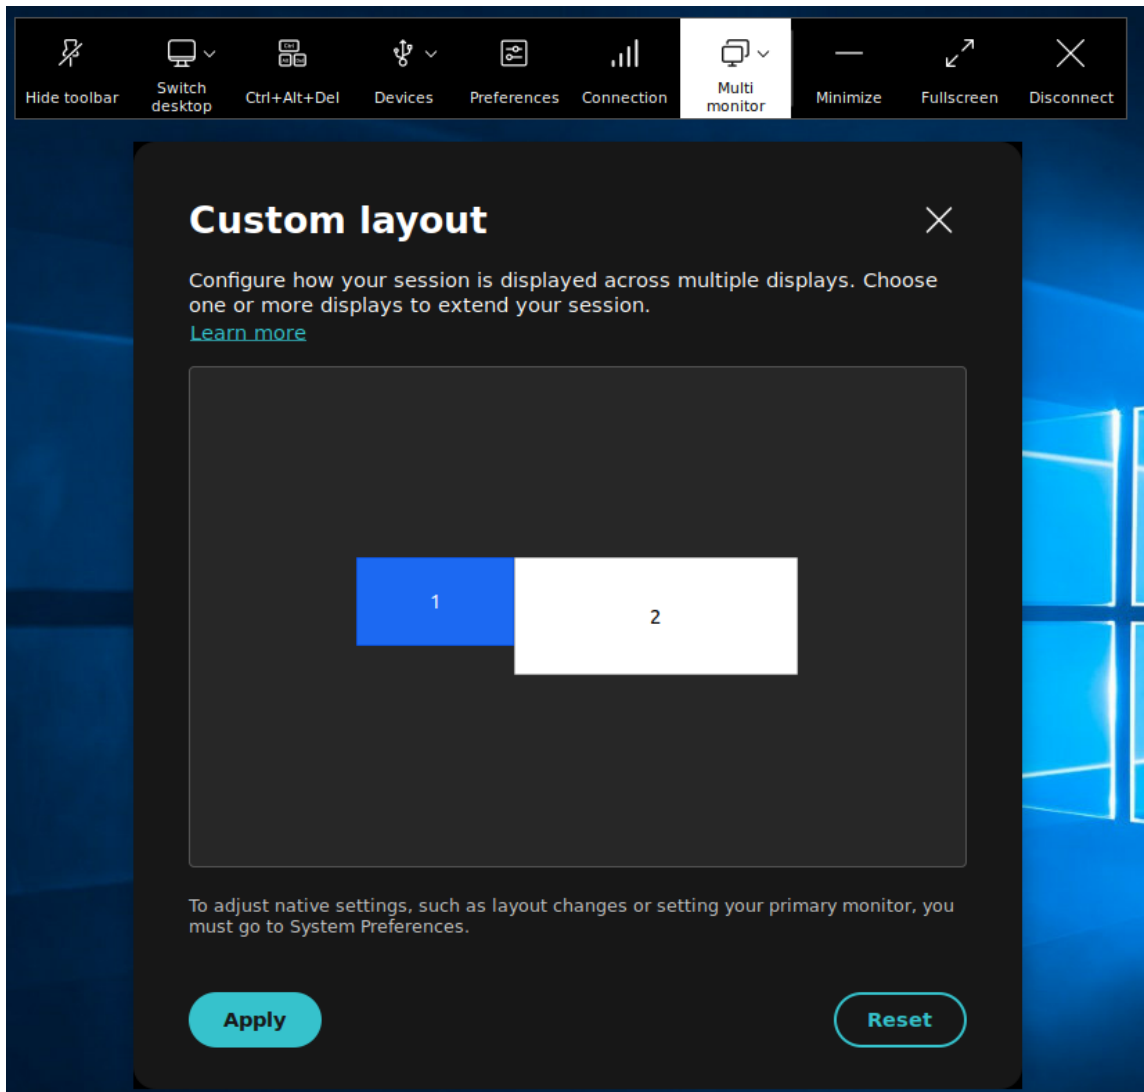 Hide toolbar
Switch
desktop
Ctrl+Alt+Del
Devices
Preferences
Connection
Multi
monitor
Minimize
Fullscreen
Disconnect
Custom layout
Configure how your session is displayed across multiple displays. Choose
one or more displays to extend your session.
Learn more
1
2
To adjust native settings, such as layout changes or setting your primary monitor, you
must go to System Preferences.
Apply
Reset